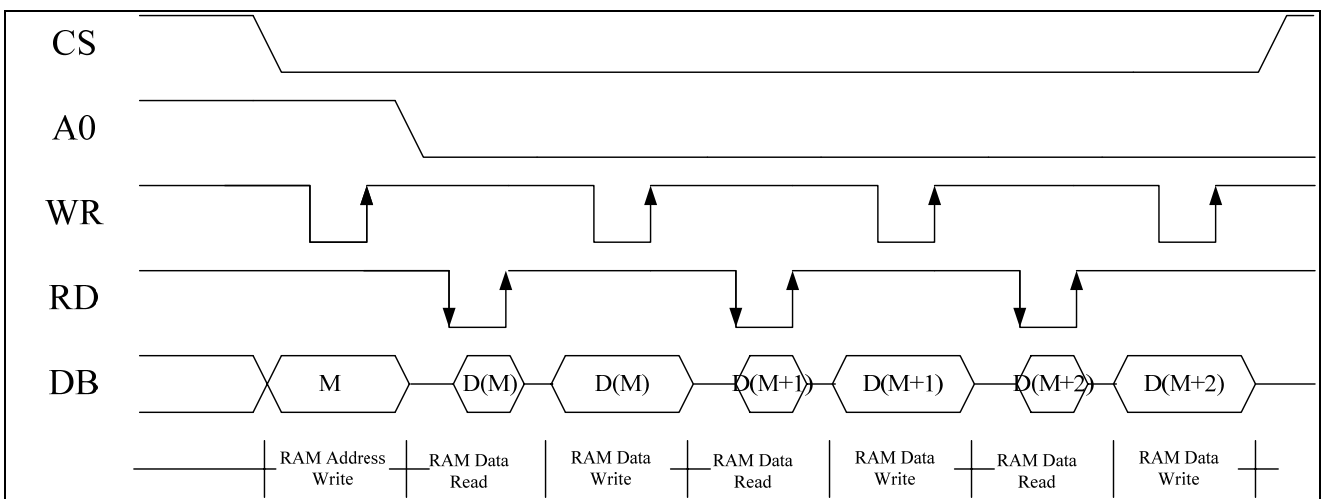 CS
A0
WR
RD
DB
M
D(M)
D(M)
D(M+1)
D(M+1)
D(M+2)
D(M+2)
RAM Address
Write
RAM Data
Read
RAM Data
Write
RAM Data
Read
RAM Data
Write
RAM Data
Read
RAM Data
Write